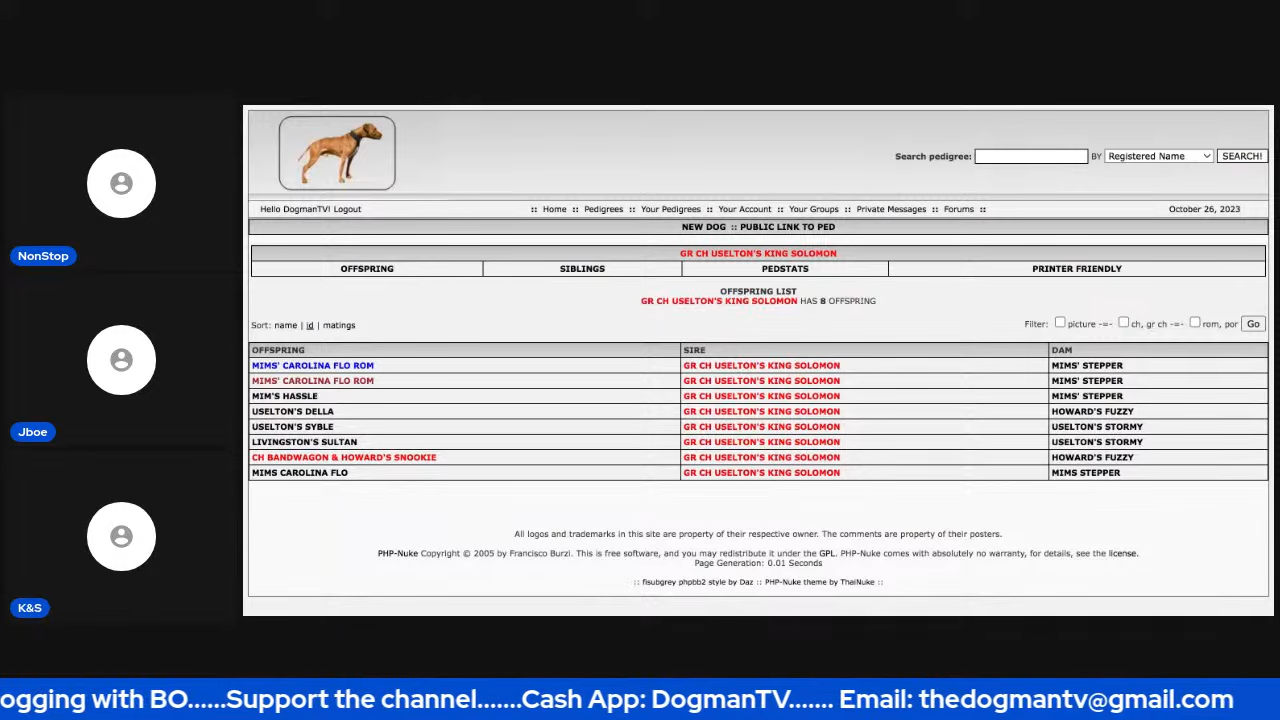 NonStop
Jboe
K&S
Search pedigree: BY Registered Name SEARCH!
Hello DogmanTV! Logout :: Home :: Pedigrees :: Your Pedigrees :: Your Account :: Your Groups :: Private Messages :: Forums :: October 26, 2023
NEW DOG :: PUBLIC LINK TO PED
GR CH USELTON'S KING SOLOMON
OFFSPRING SIBLINGS PEDSTATS PRINTER FRIENDLY
OFFSPRING LIST
GR CH USELTON'S KING SOLOMON HAS 8 OFFSPRING
Sort: name | id | matings Filter: picture -=- ch, gr ch -=- rom, por Go
OFFSPRING SIRE DAM
MIMS' CAROLINA FLO ROM GR CH USELTON'S KING SOLOMON MIMS' STEPPER
MIMS' CAROLINA FLO ROM GR CH USELTON'S KING SOLOMON MIMS' STEPPER
MIM'S HASSLE GR CH USELTON'S KING SOLOMON MIMS' STEPPER
USELTON'S DELLA GR CH USELTON'S KING SOLOMON HOWARD'S FUZZY
USELTON'S SYBLE GR CH USELTON'S KING SOLOMON USELTON'S STORMY
LIVINGSTON'S SULTAN GR CH USELTON'S KING SOLOMON USELTON'S STORMY
CH BANDWAGON & HOWARD'S SNOOKIE GR CH USELTON'S KING SOLOMON HOWARD'S FUZZY
MIMS CAROLINA FLO GR CH USELTON'S KING SOLOMON MIMS STEPPER
All logos and trademarks in this site are property of their respective owner. The comments are property of their posters.
PHP-Nuke Copyright © 2005 by Francisco Burzi. This is free software, and you may redistribute it under the GPL. PHP-Nuke comes with absolutely no warranty, for details, see the license.
Page Generation: 0.01 Seconds
:: fisubgrey phpbb2 style by Daz :: PHP-Nuke theme by ThaiNuke ::
ogging with BO......Support the channel.......Cash App: DogmanTV....... Email: thedogmantv@gmail.com